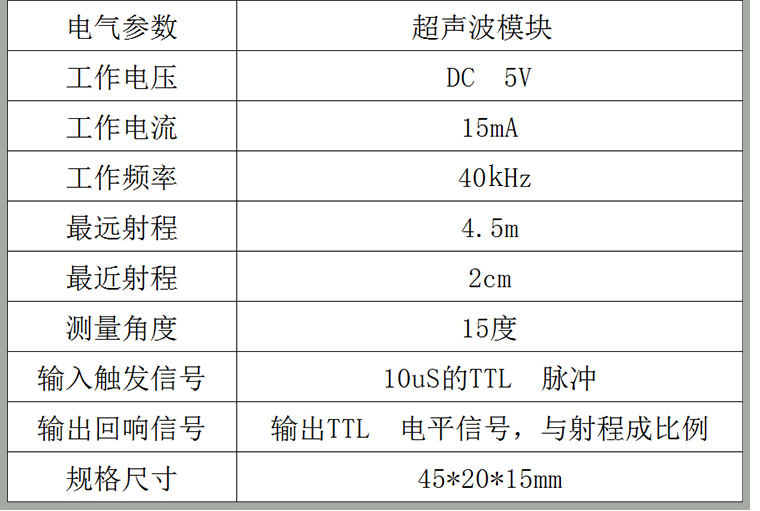 电气参数 超声波模块
工作电压 DC 5V
工作电流 15mA
工作频率 40kHz
最远射程 4.5m
最近射程 2cm
测量角度 15度
输入触发信号 10uS的TTL 脉冲
输出回响信号 输出TTL 电平信号，与射程成比例
规格尺寸 45*20*15mm